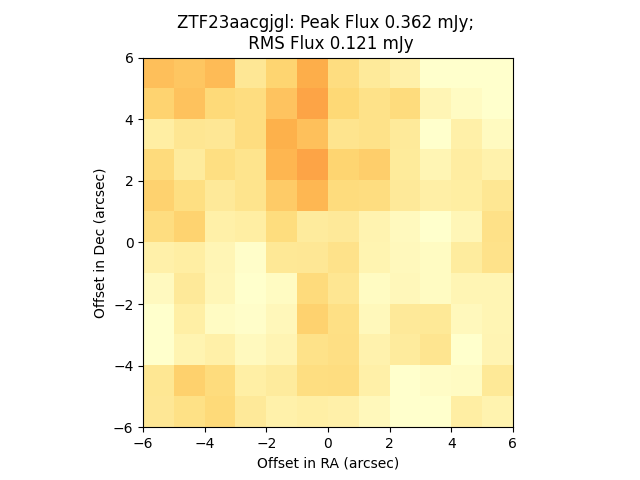 ZTF23aacgjgl: Peak Flux 0.362 mJy;
RMS Flux 0.121 mJy
6
4
2
0
−2
−4
−6
Offset in Dec (arcsec)
−6 −4 −2 0 2 4 6
Offset in RA (arcsec)